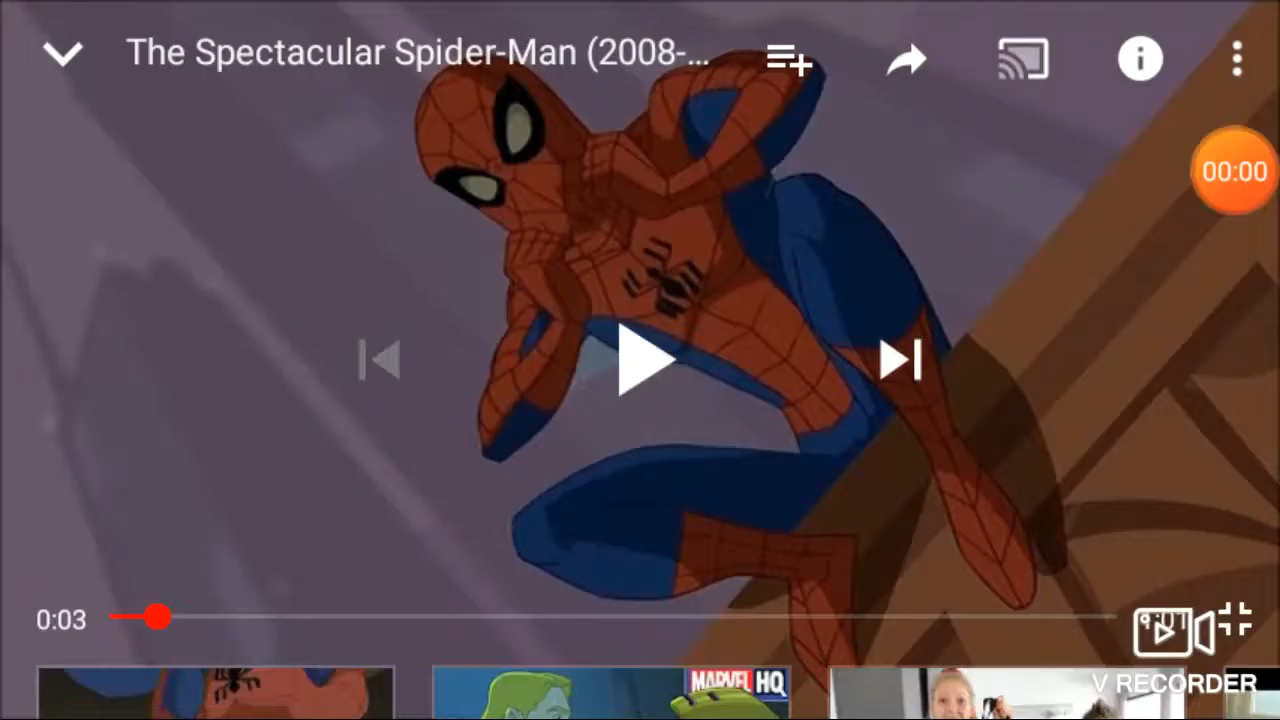 The Spectacular Spider-Man (2008-...
00:00
0:03
MARVEL HQ
V RECORDER